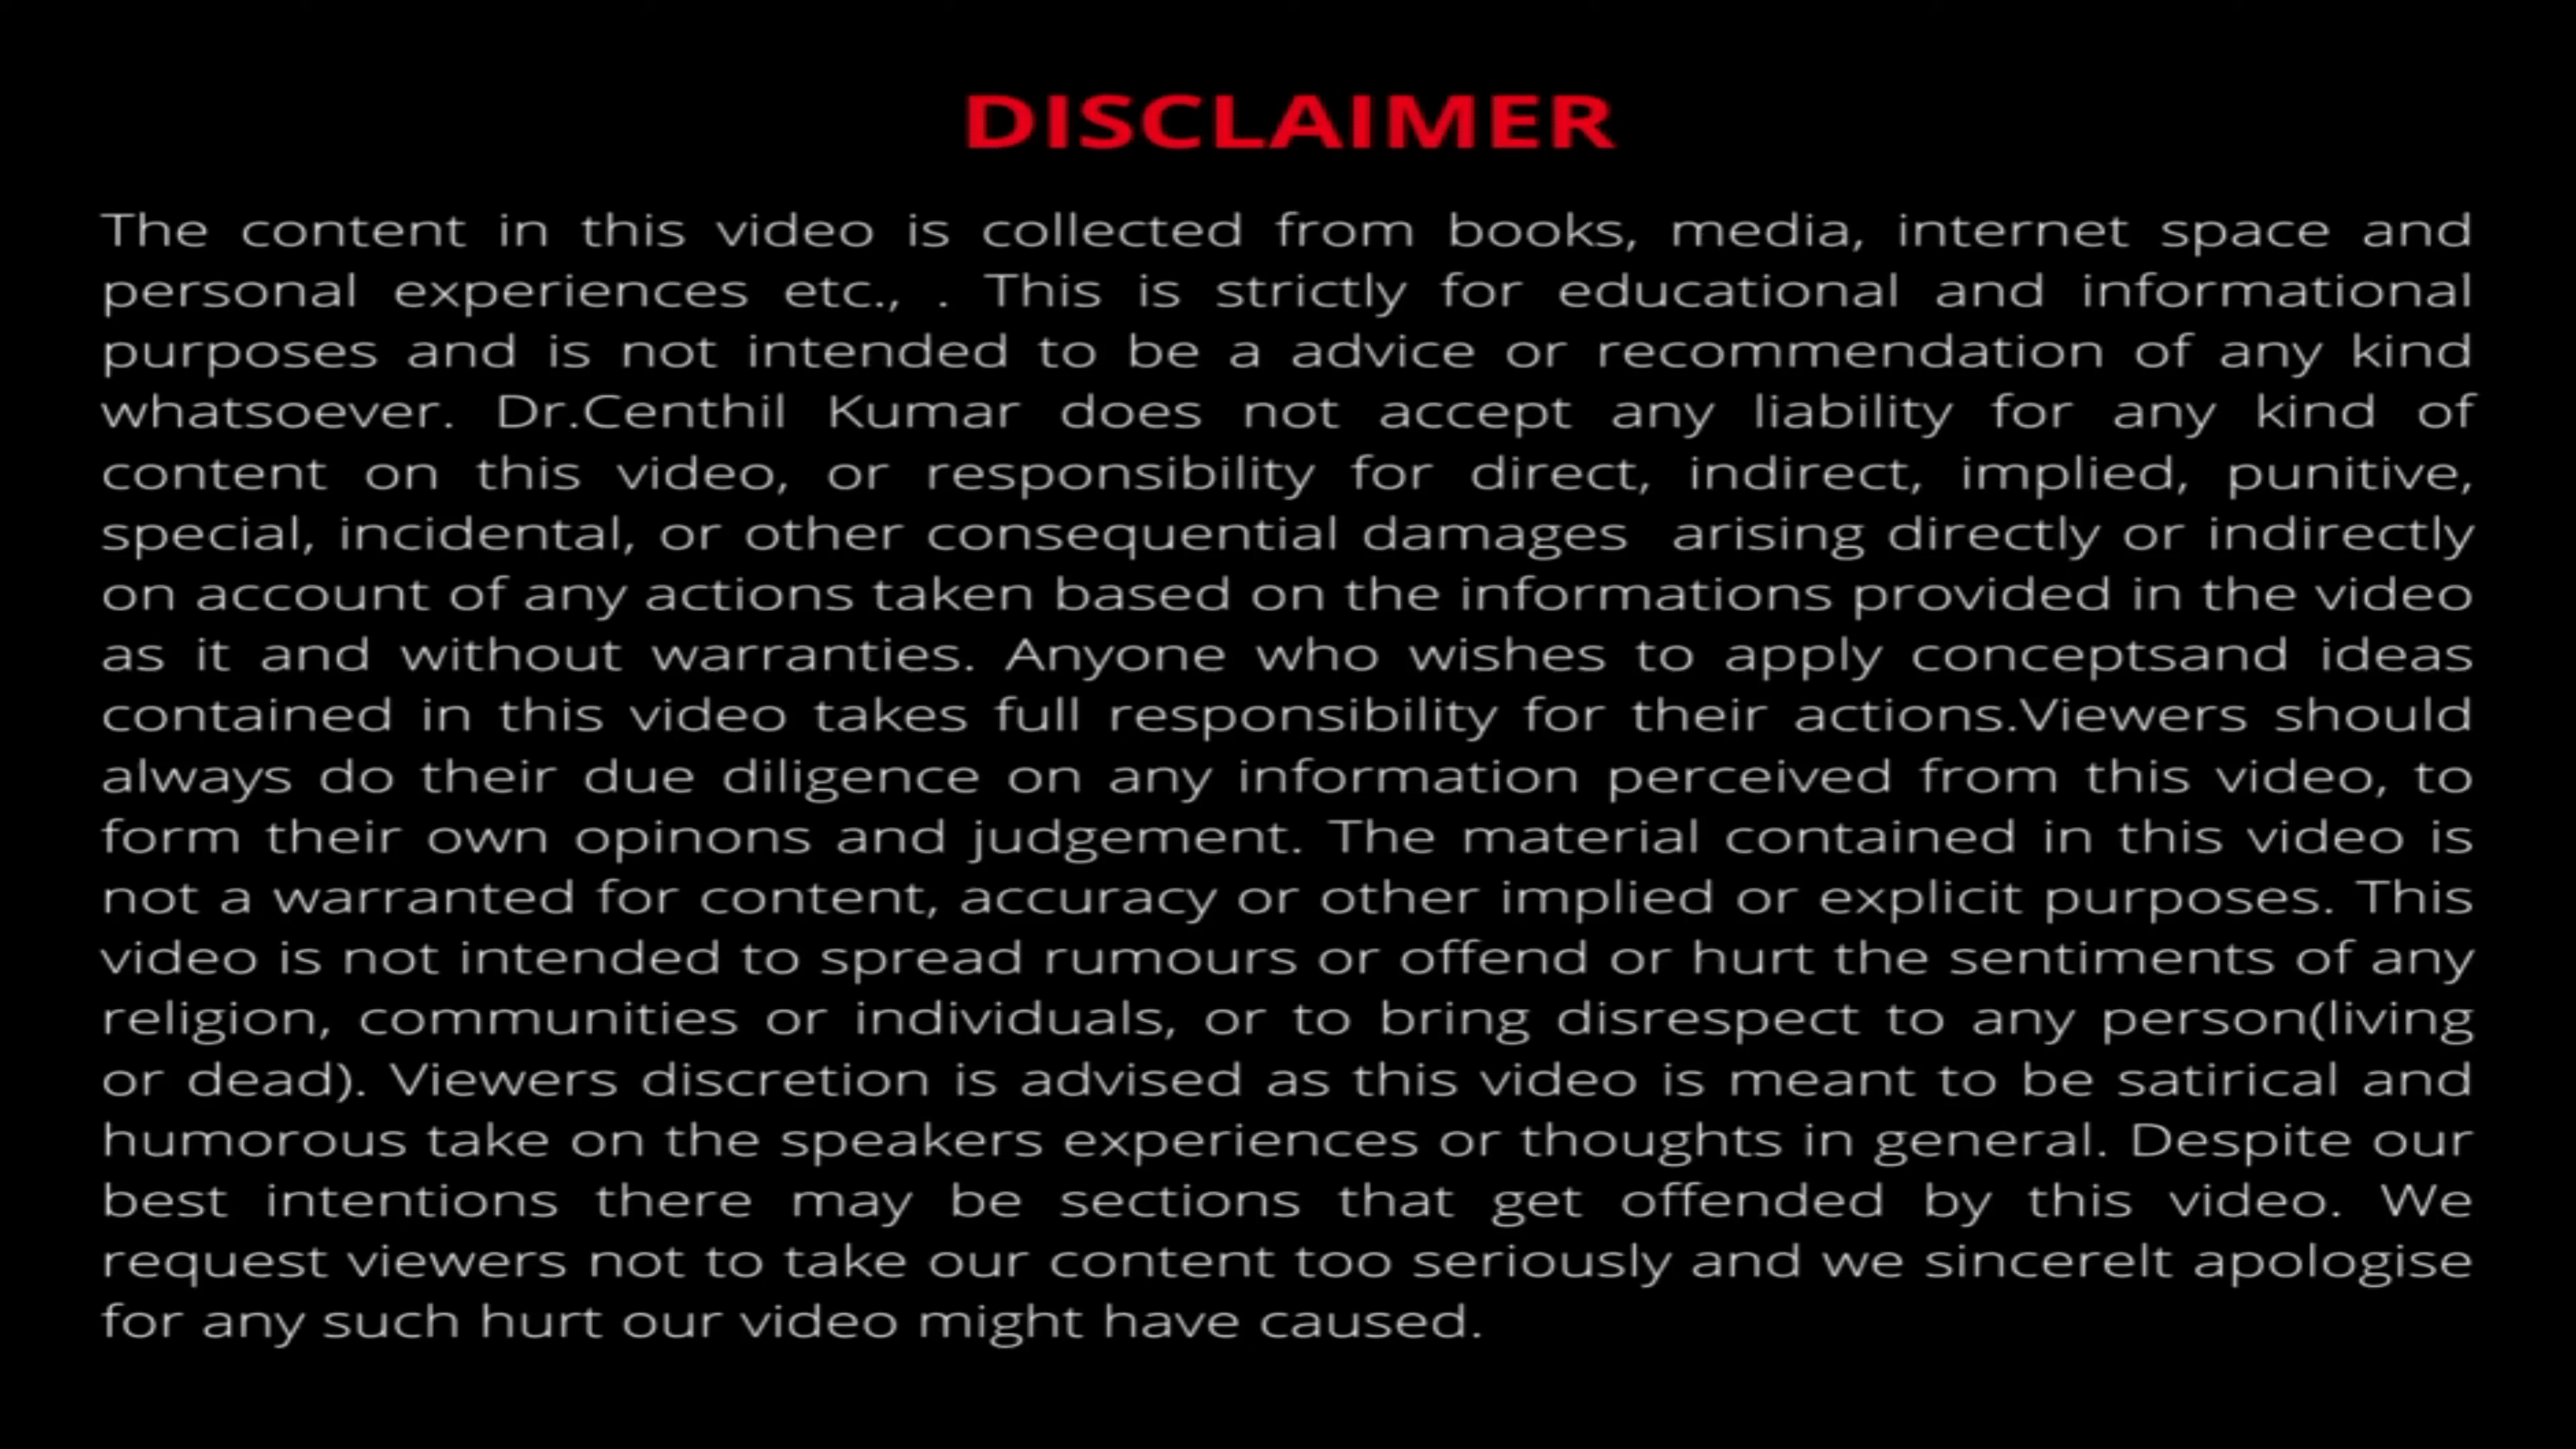 DISCLAIMER
The content in this video is collected from books, media, internet space and
personal experiences etc., . This is strictly for educational and informational
purposes and is not intended to be a advice or recommendation of any kind
whatsoever. Dr.Centhil Kumar does not accept any liability for any kind of
content on this video, or responsibility for direct, indirect, implied, punitive,
special, incidental, or other consequential damages arising directly or indirectly
on account of any actions taken based on the informations provided in the video
as it and without warranties. Anyone who wishes to apply conceptsand ideas
contained in this video takes full responsibility for their actions.Viewers should
always do their due diligence on any information perceived from this video, to
form their own opinons and judgement. The material contained in this video is
not a warranted for content, accuracy or other implied or explicit purposes. This
video is not intended to spread rumours or offend or hurt the sentiments of any
religion, communities or individuals, or to bring disrespect to any person(living
or dead). Viewers discretion is advised as this video is meant to be satirical and
humorous take on the speakers experiences or thoughts in general. Despite our
best intentions there may be sections that get offended by this video. We
request viewers not to take our content too seriously and we sincerelt apologise
for any such hurt our video might have caused.